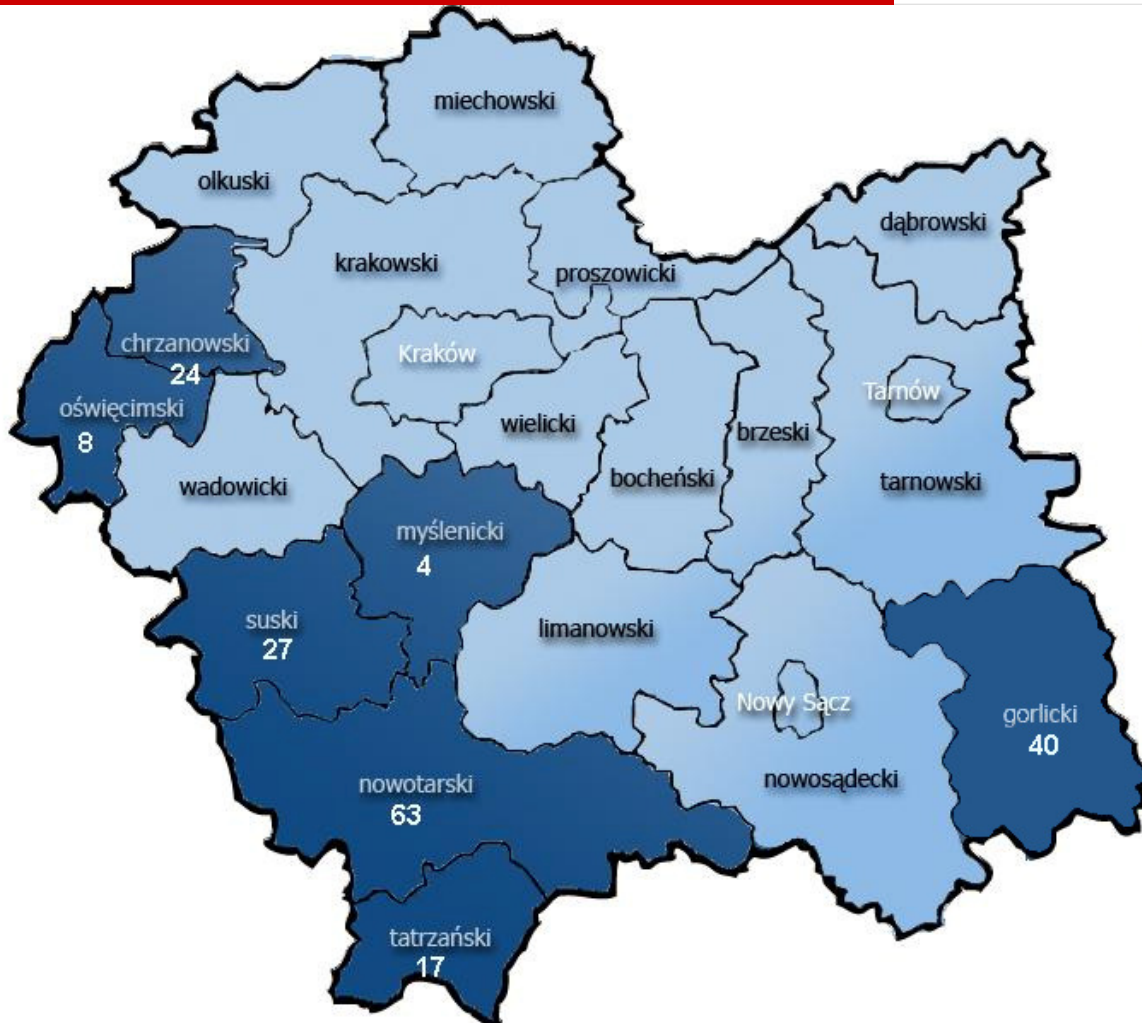 miechowski
olkuski
dąbrowski
krakowski
proszowicki
chrzanowski
24
Kraków
Tarnów
oświęcimski
8
wielicki
brzeski
wadowicki
bocheński
tarnowski
myślenicki
4
suski
27
limanowski
Nowy Sącz
gorlicki
40
nowotarski
63
nowosądecki
tatrzański
17